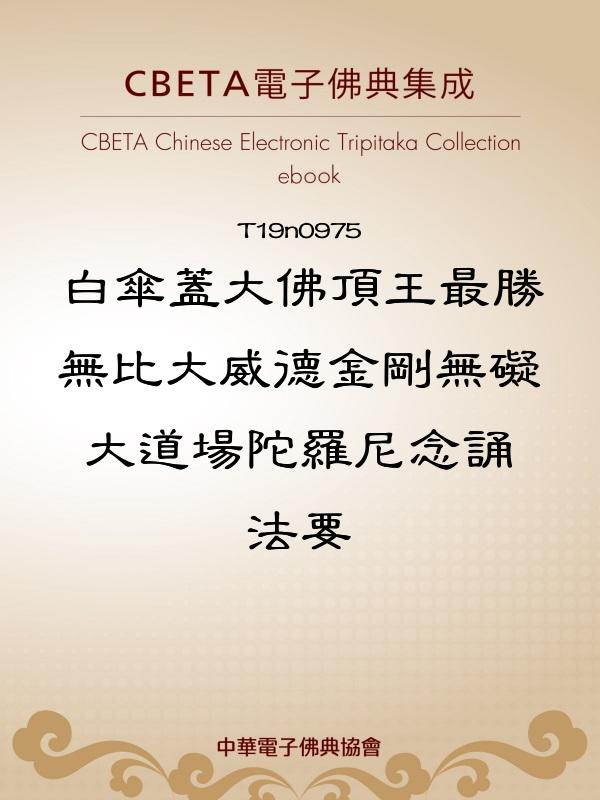 CBETA電子佛典集成
CBETA Chinese Electronic Tripitaka Collection
ebook
T19n0975
白傘蓋大佛頂王最勝
無比大威德金剛無礙
大道場陀羅尼念誦
法要
中華電子佛典協會